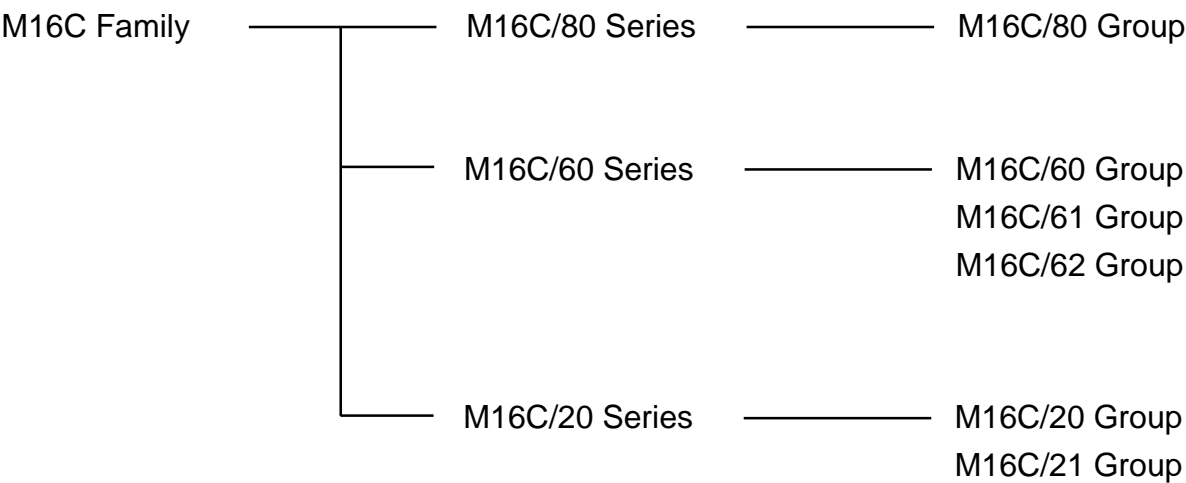 M16C Family M16C/80 Series M16C/80 Group
M16C/60 Series M16C/60 Group
M16C/61 Group
M16C/62 Group
M16C/20 Series M16C/20 Group
M16C/21 Group